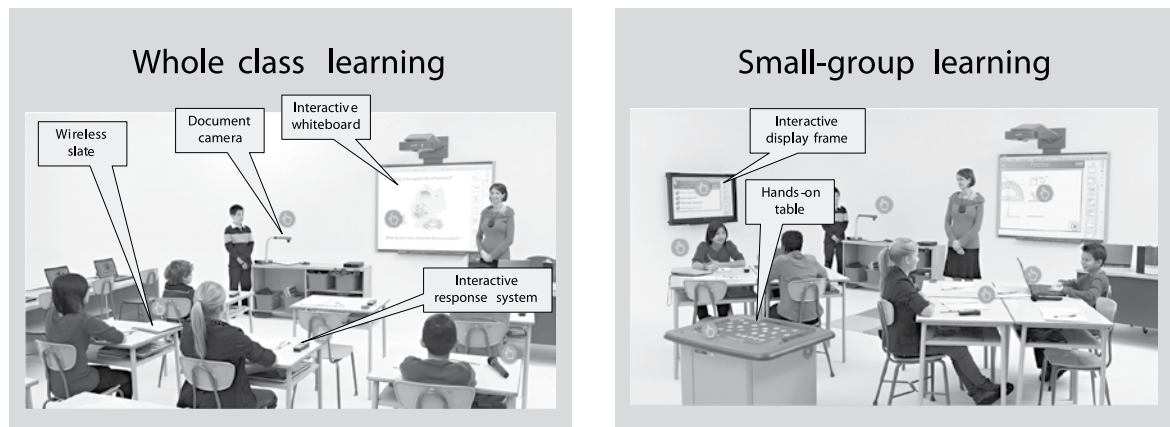 Whole class learning
Wireless
slate
Document
camera
Interactive
whiteboard
Interactive
response system
Small-group learning
Interactive
display frame
Hands-on
table